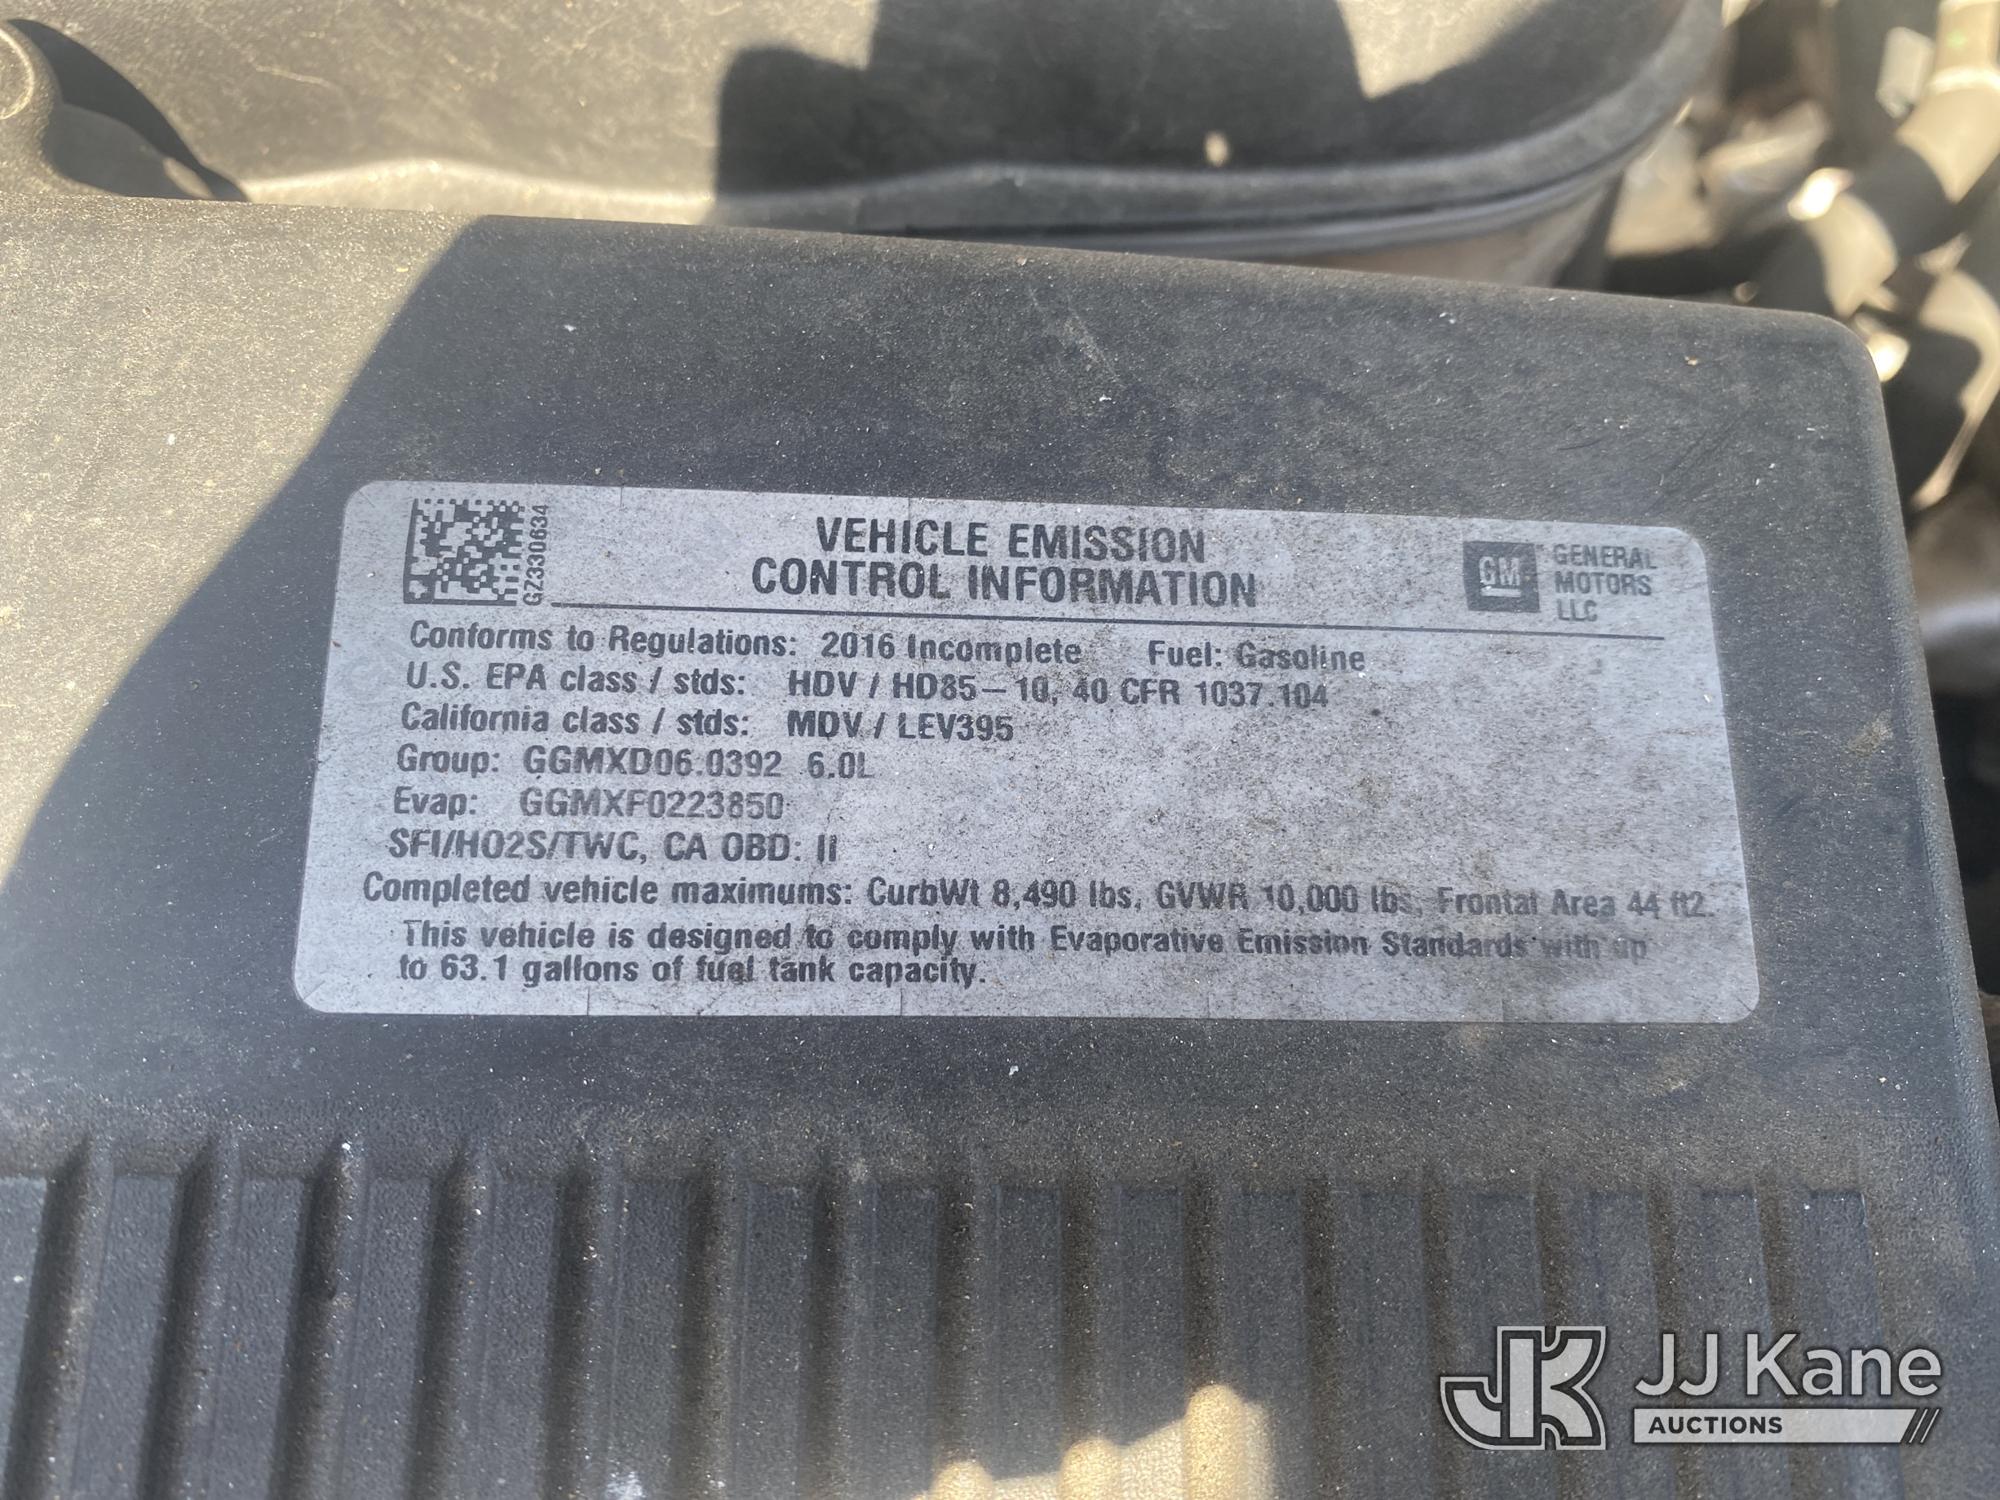 GZ330634
VEHICLE EMISSION
CONTROL INFORMATION
GM
GENERAL
MOTORS
LLC
Conforms to Regulations: 2016 Incomplete Fuel: Gasoline
U.S. EPA class / stds: HDV / HD85-10, 40 CFR 1037.104
California class / stds: MDV / LEV395
Group: GGMXD06.0392 6.0L
Evap: GGMXF0223850
SFI/HO2S/TWC, CA OBD: II
Completed vehicle maximums: CurbWt 8,490 lbs, GVWR 10,000 lbs, Frontal Area 44 ft2.
This vehicle is designed to comply with Evaporative Emission Standards with up
to 63.1 gallons of fuel tank capacity.
JK JJ Kane
AUCTIONS